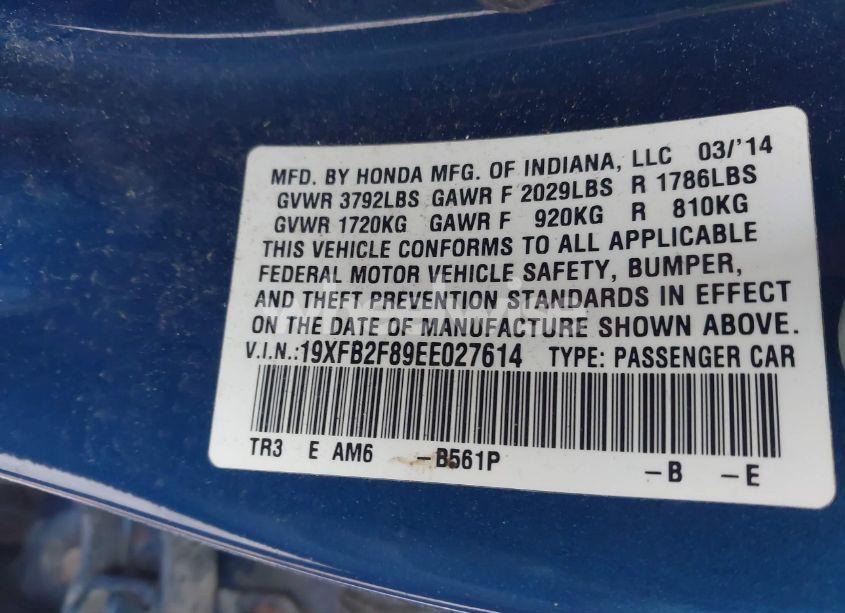 MFD. BY HONDA MFG. OF INDIANA, LLC 03/'14
GVWR 3792LBS GAWR F 2029LBS R 1786LBS
GVWR 1720KG GAWR F 920KG R 810KG
THIS VEHICLE CONFORMS TO ALL APPLICABLE
FEDERAL MOTOR VEHICLE SAFETY, BUMPER,
AND THEFT PREVENTION STANDARDS IN EFFECT
ON THE DATE OF MANUFACTURE SHOWN ABOVE.
V.I.N.:19XFB2F89EE027614 TYPE: PASSENGER CAR
TR3 E AM6 -B561P -B -E